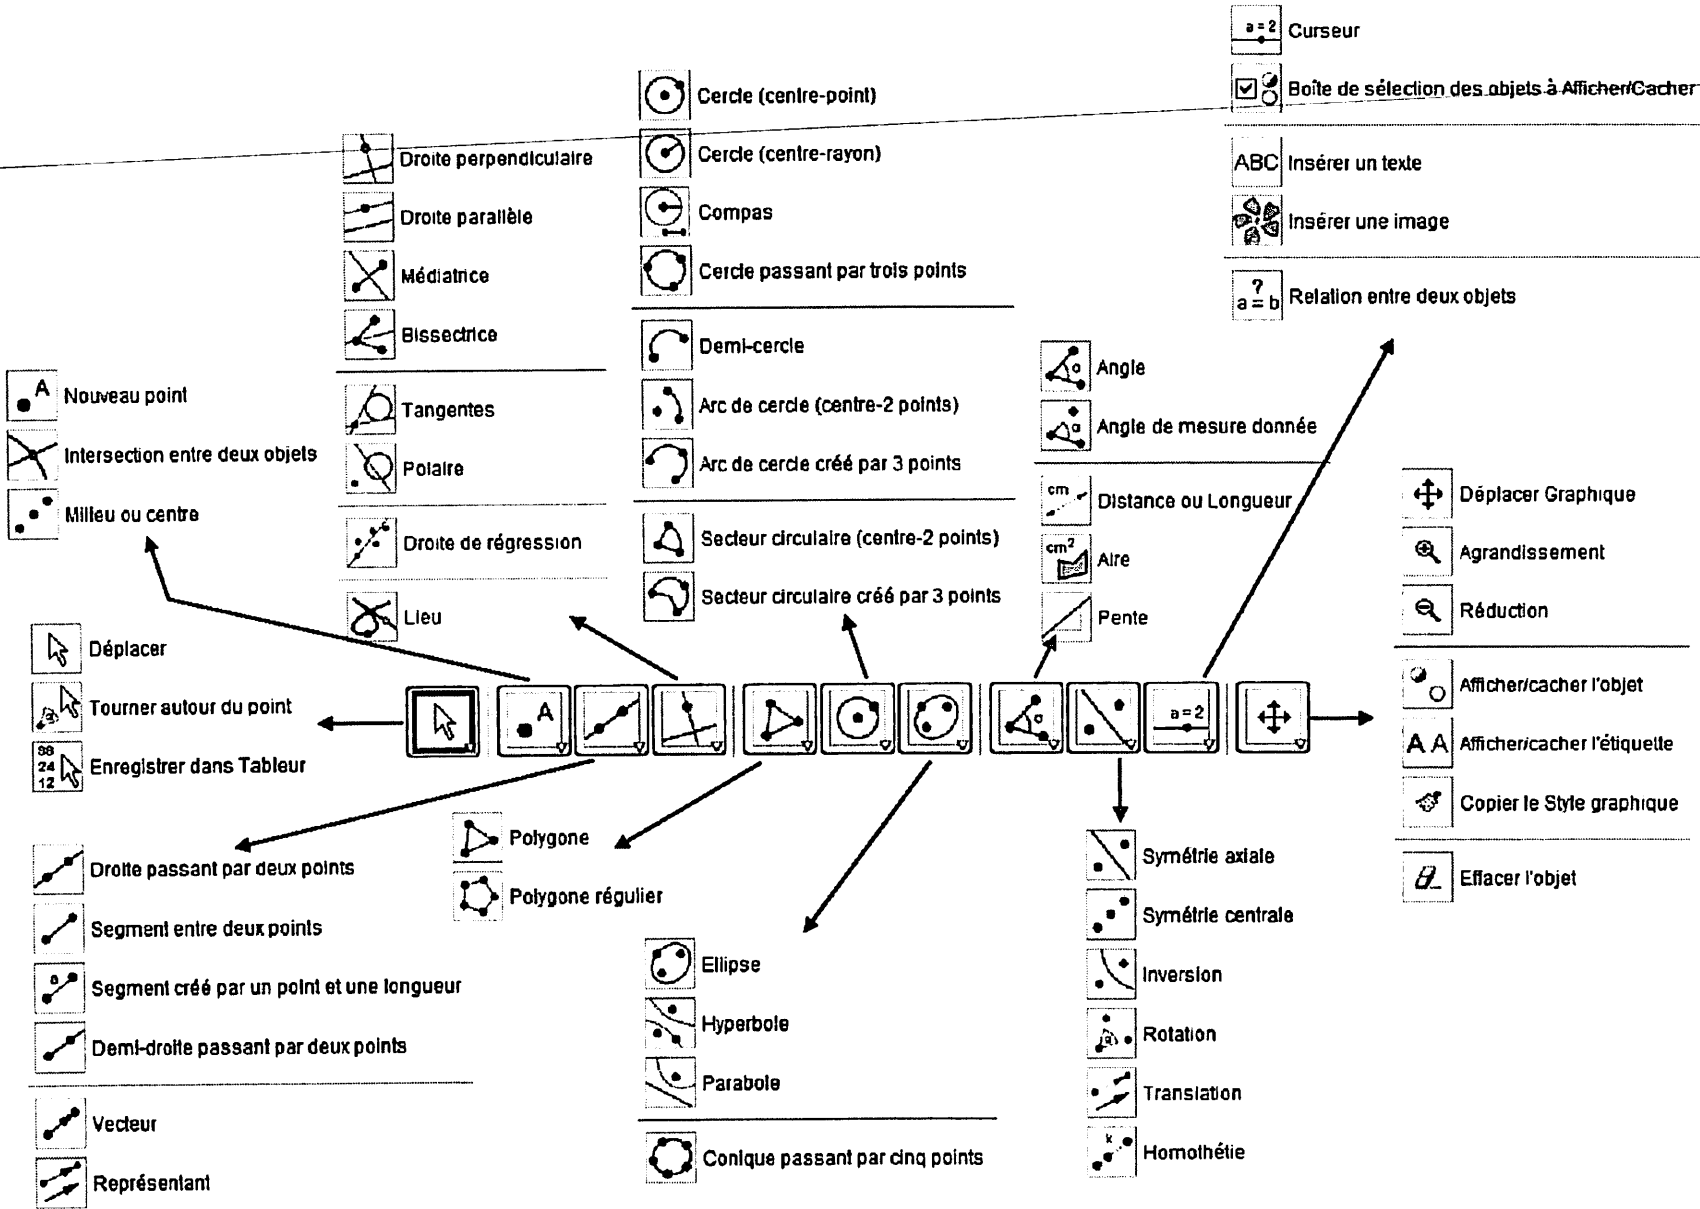 a=2 Curseur
Boîte de sélection des objets à Afficher/Cacher
ABC Insérer un texte
Insérer une image
? a=b Relation entre deux objets
Cercle (centre-point)
Cercle (centre-rayon)
Compas
Cercle passant par trois points
Demi-cercle
Arc de cercle (centre-2 points)
Arc de cercle créé par 3 points
Secteur circulaire (centre-2 points)
Secteur circulaire créé par 3 points
Droite perpendiculaire
Droite parallèle
Médiatrice
Bissectrice
Tangentes
Polaire
Droite de régression
Lieu
A Nouveau point
Intersection entre deux objets
Milieu ou centre
α Angle
α Angle de mesure donnée
cm Distance ou Longueur
cm² Aire
Pente
Déplacer Graphique
Agrandissement
Réduction
Afficher/cacher l'objet
A A Afficher/cacher l'étiquette
Copier le Style graphique
Effacer l'objet
Déplacer
Tourner autour du point
88 24 12 Enregistrer dans Tableur
A
α
a=2
Droite passant par deux points
Segment entre deux points
a Segment créé par un point et une longueur
Demi-droite passant par deux points
Vecteur
Représentant
Polygone
Polygone régulier
Ellipse
Hyperbole
Parabole
Conique passant par cinq points
Symétrie axiale
Symétrie centrale
Inversion
Rotation
Translation
k Homothétie